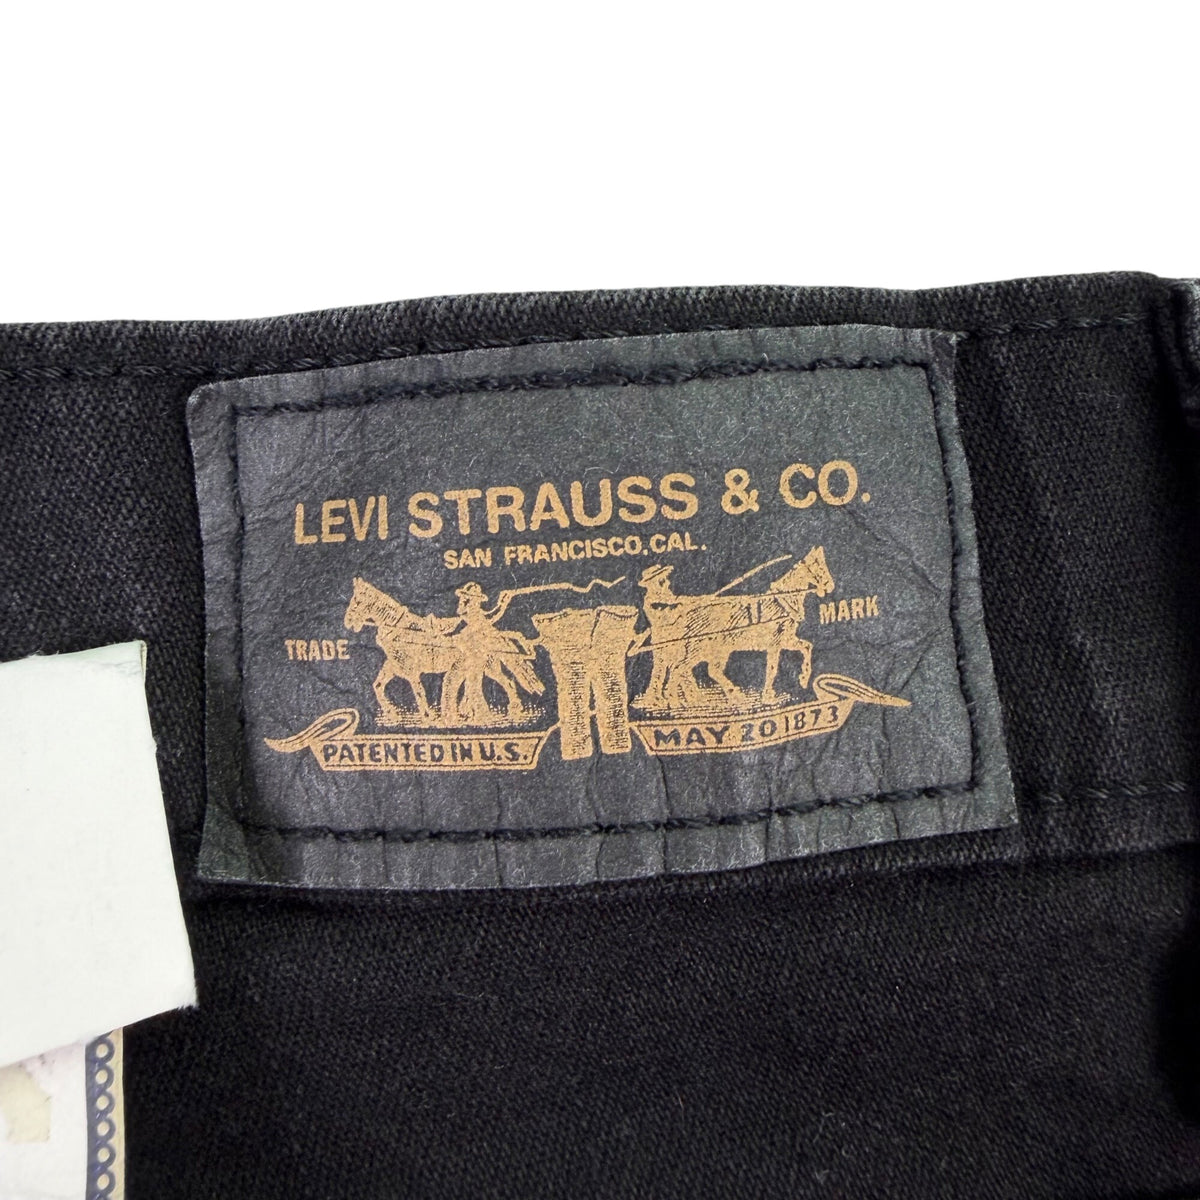 LEVI STRAUSS & CO.
SAN FRANCISCO, CAL.
TRADE MARK
PATENTED IN U.S. MAY 20 1873